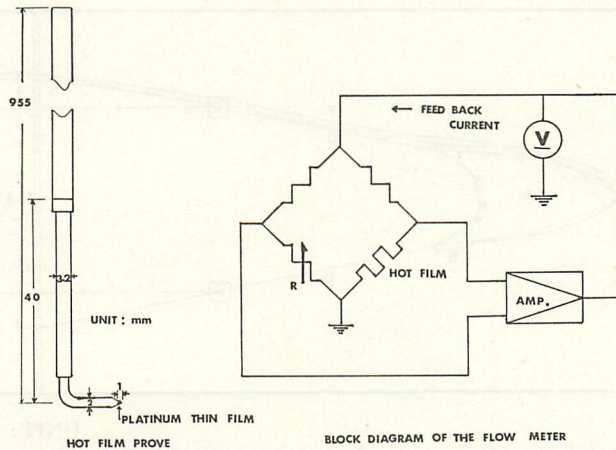 955
40
3.2
UNIT : mm
1
2
PLATINUM THIN FILM
HOT FILM PROVE
← FEED BACK
CURRENT
V
R
HOT FILM
AMP.
BLOCK DIAGRAM OF THE FLOW METER